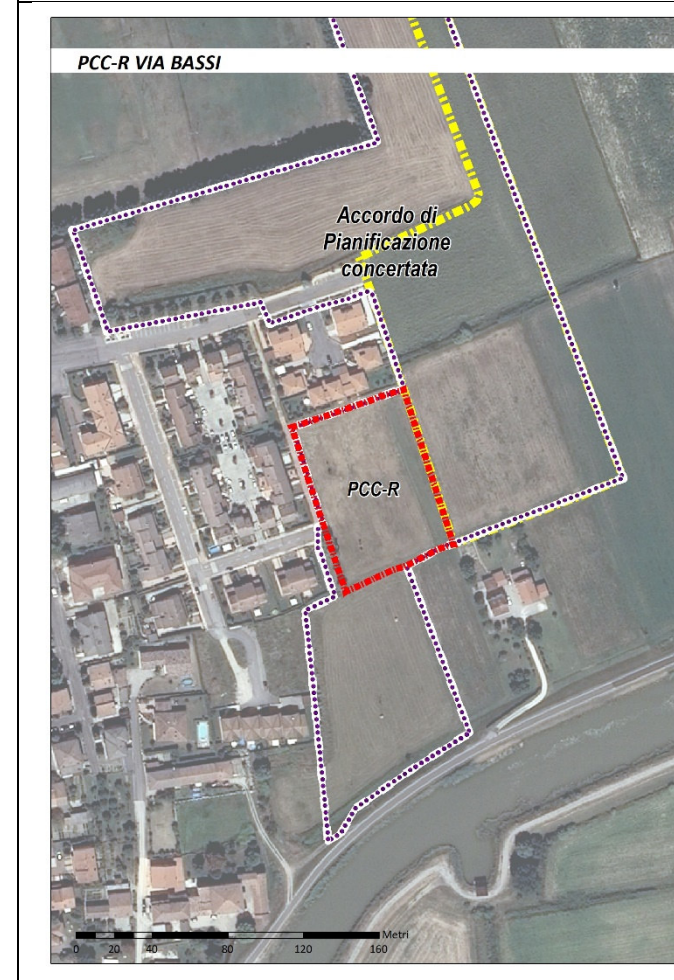 PCC-R VIA BASSI
Accordo di
Pianificazione
concertata
PCC-R
Metri
0 20 40 80 120 160